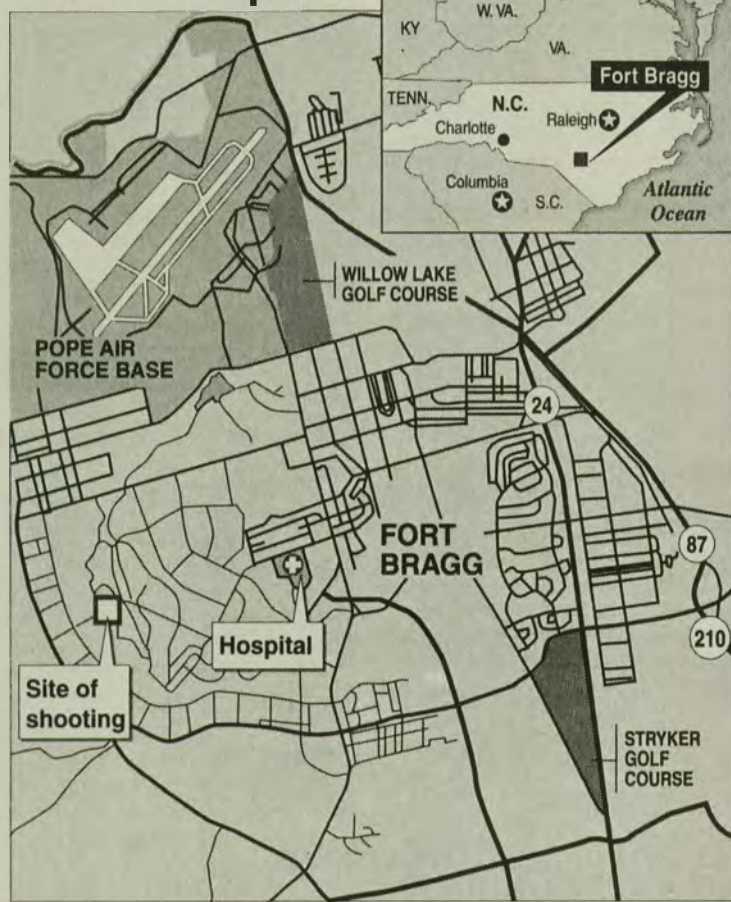 KY
W. VA.
VA.
Fort Bragg
TENN.
N.C.
Raleigh
Charlotte
Columbia
S.C.
Atlantic
Ocean
WILLOW LAKE
GOLF COURSE
POPE AIR
FORCE BASE
24
FORT
BRAGG
87
Hospital
210
Site of
shooting
STRYKER
GOLF
COURSE